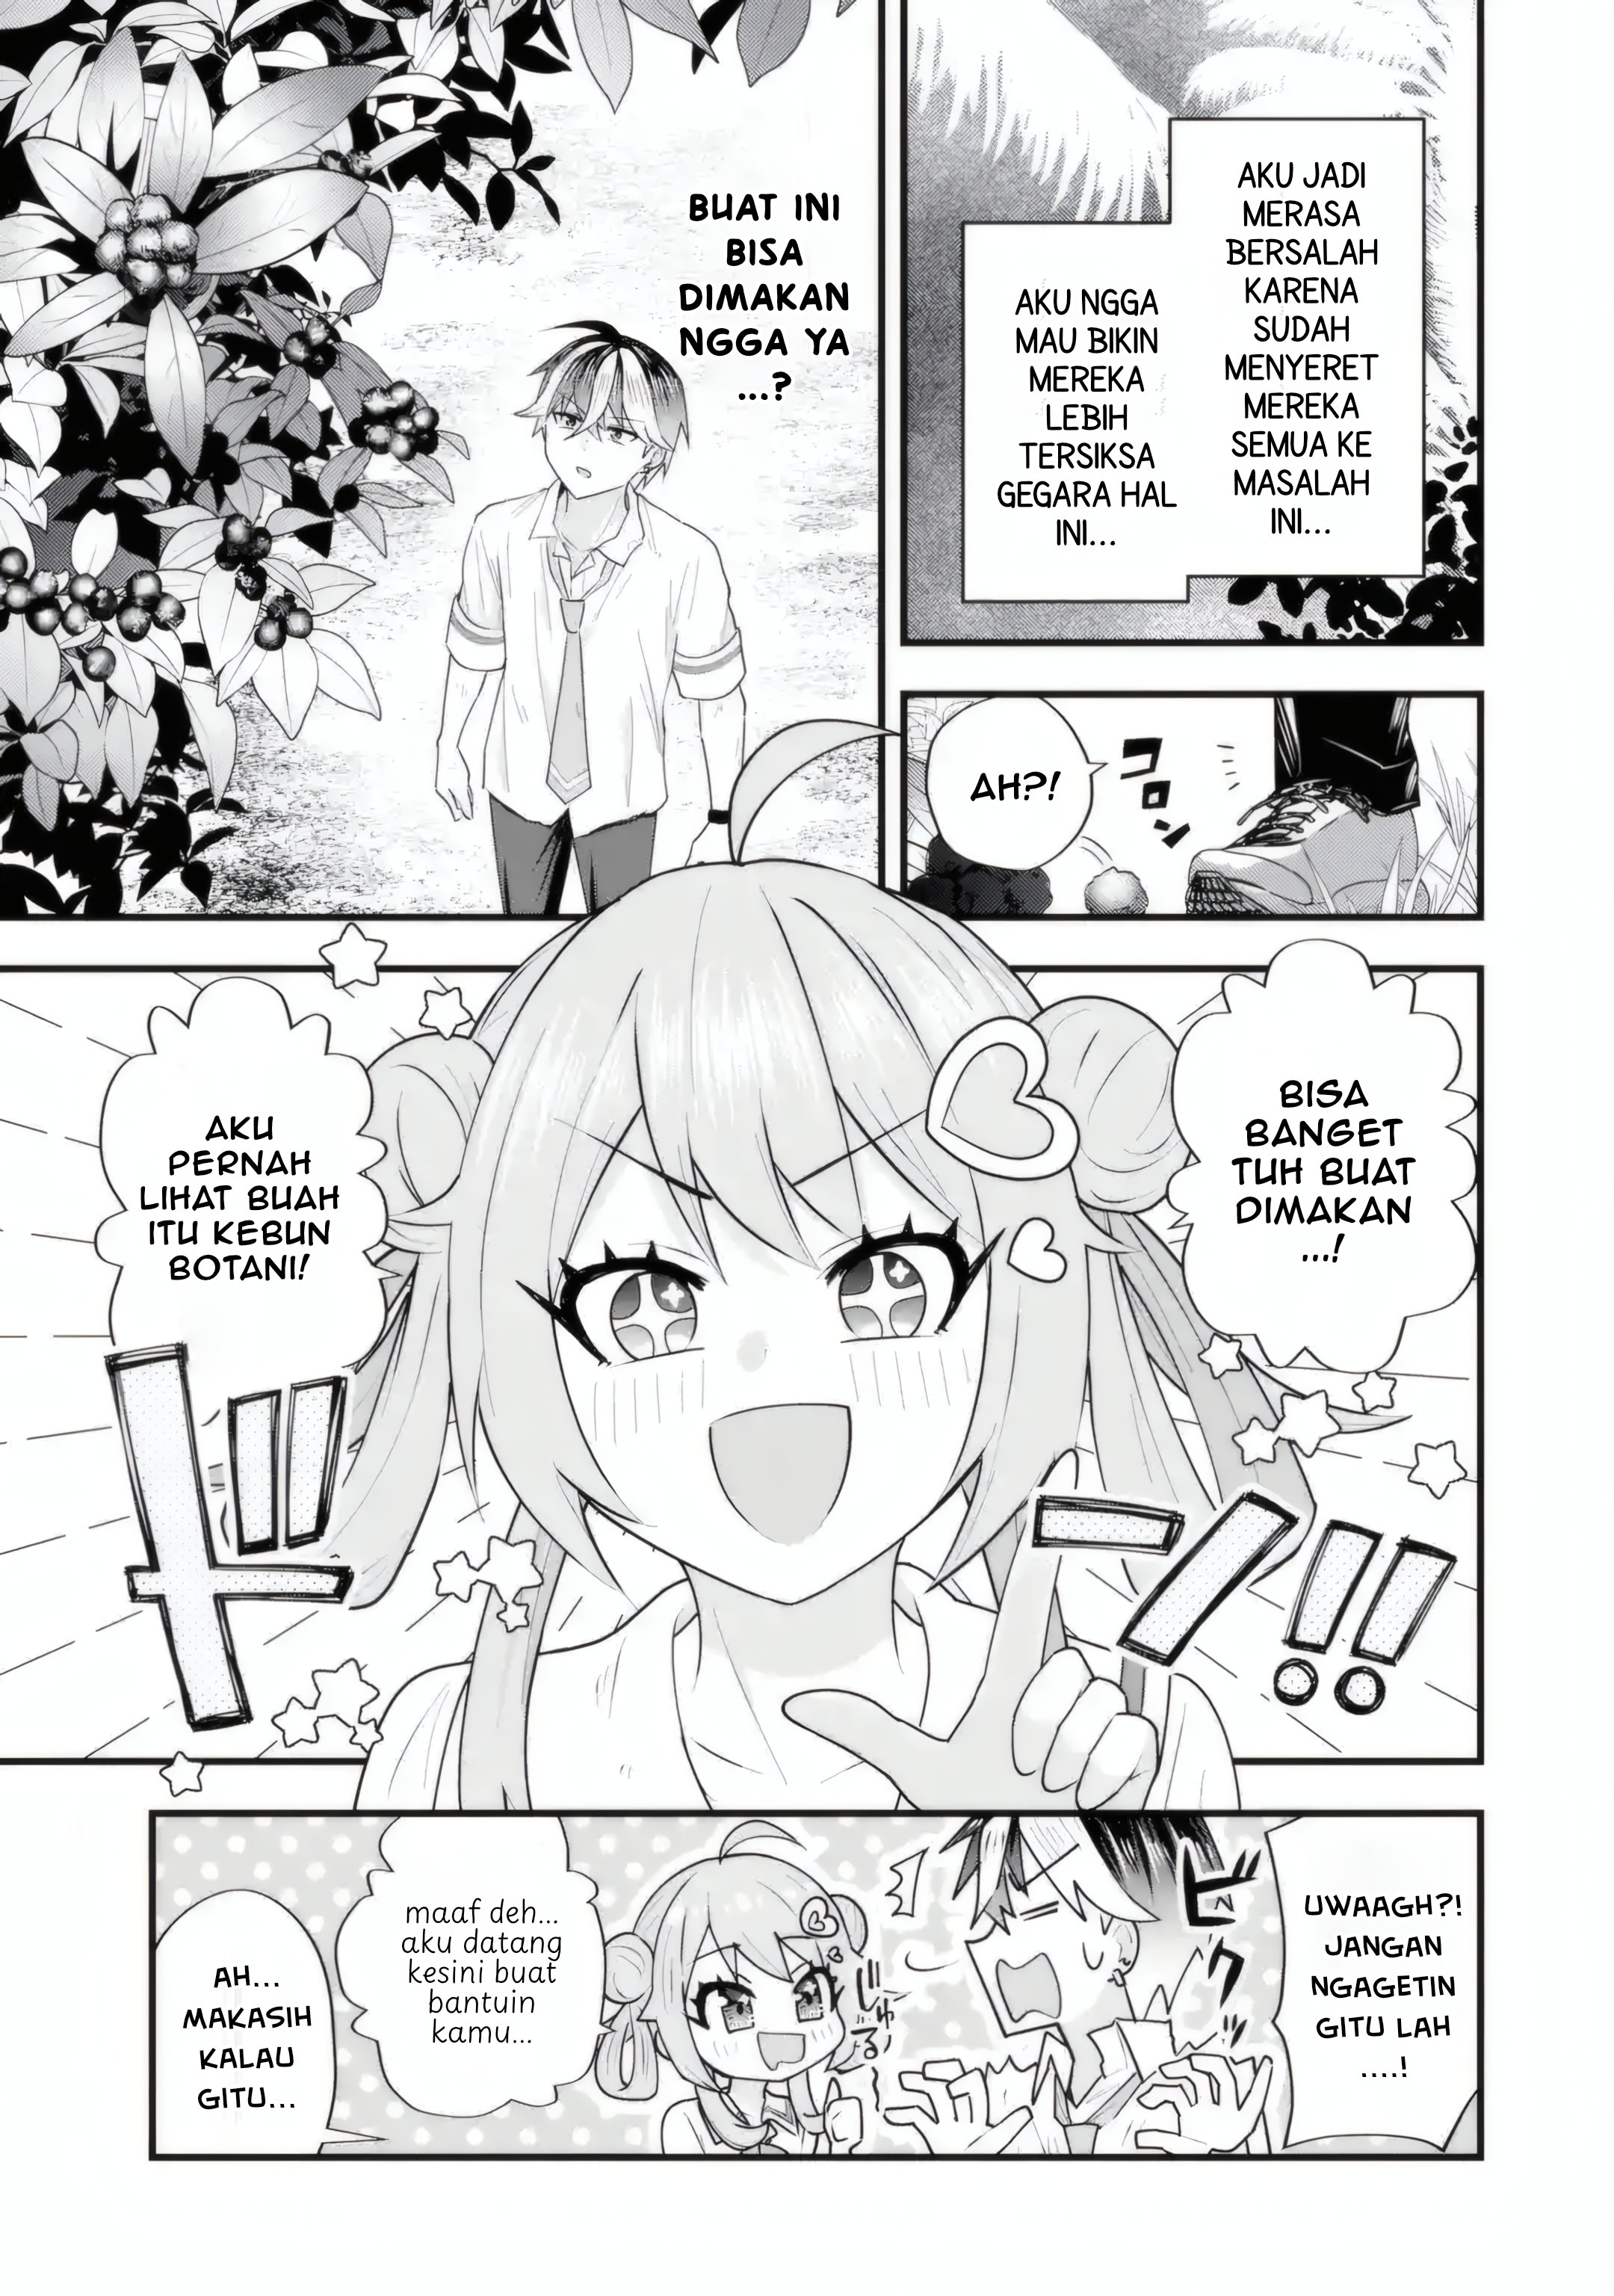 AKU JADI
MERASA
BERSALAH
KARENA
SUDAH
MENYERET
MEREKA
SEMUA KE
MASALAH
INI...
AKU NGGA
MAU BIKIN
MEREKA
LEBIH
TERSIKSA
GEGARA HAL
INI...
AH?!
コロン
BUAT INI
BISA
DIMAKAN
NGGA YA
...?
BISA
BANGET
TUH BUAT
DIMAKAN
...!
AKU
PERNAH
LIHAT BUAH
ITU KEBUN
BOTANI!
ドーン!!
UWAAGH?!
JANGAN
NGAGETIN
GITU LAH
....!
ビクッ
maaf deh...
aku datang
kesini buat
bantuin
kamu...
AH...
MAKASIH
KALAU
GITU...